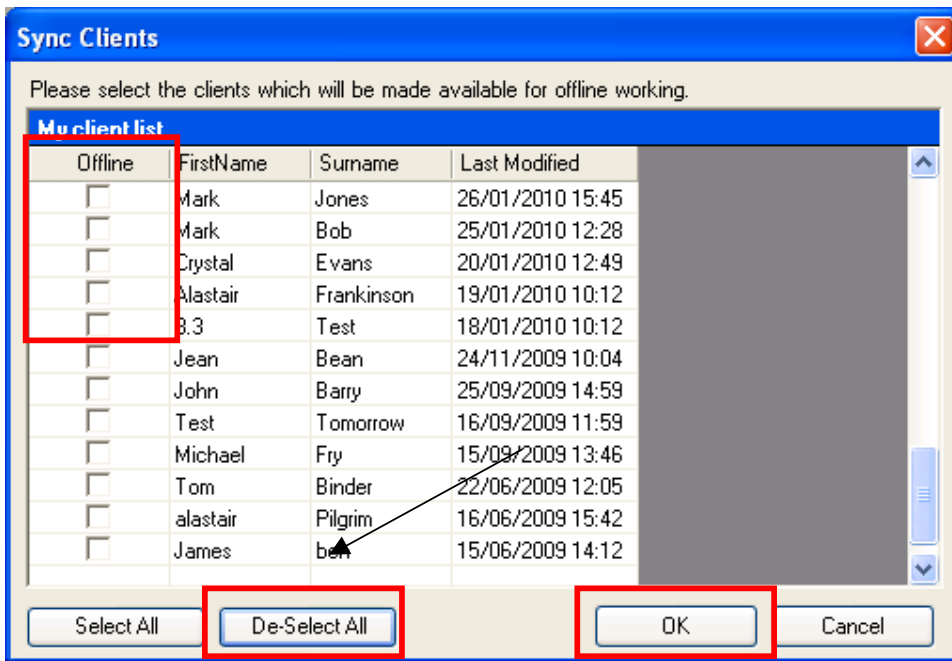 Sync Clients
Please select the clients which will be made available for offline working.
My client list
Offline FirstName Surname Last Modified
Mark Jones 26/01/2010 15:45
Mark Bob 25/01/2010 12:28
Crystal Evans 20/01/2010 12:49
Alastair Frankinson 19/01/2010 10:12
3.3 Test 18/01/2010 10:12
Jean Bean 24/11/2009 10:04
John Barry 25/09/2009 14:59
Test Tomorrow 16/09/2009 11:59
Michael Fry 15/09/2009 13:46
Tom Binder 22/06/2009 12:05
alastair Pilgrim 16/06/2009 15:42
James 15/06/2009 14:12
Select All De-Select All OK Cancel